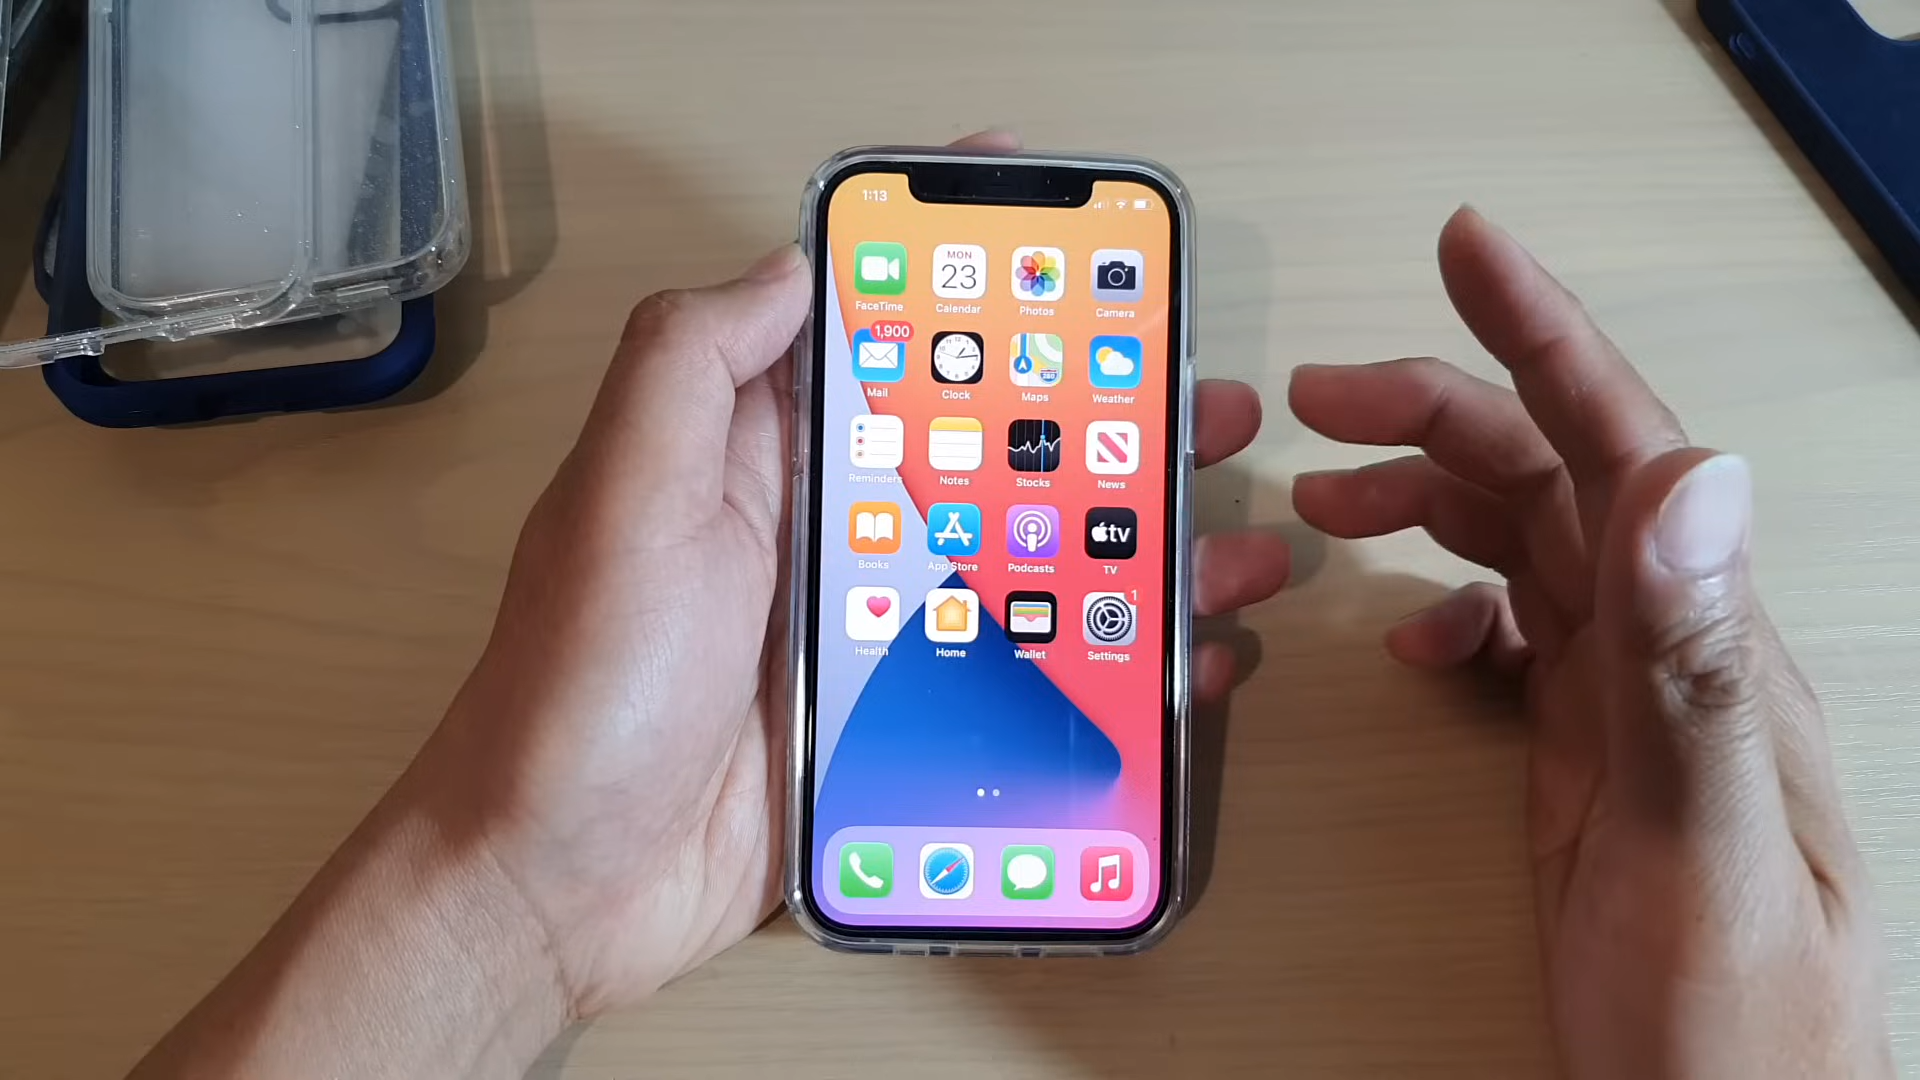 1:13
MON
23
FaceTime
Calendar
Photos
Camera
1,900
Mail
Clock
Maps
Weather
Reminders
Notes
Stocks
News
tv
Books
App Store
Podcasts
TV
1
Health
Home
Wallet
Settings